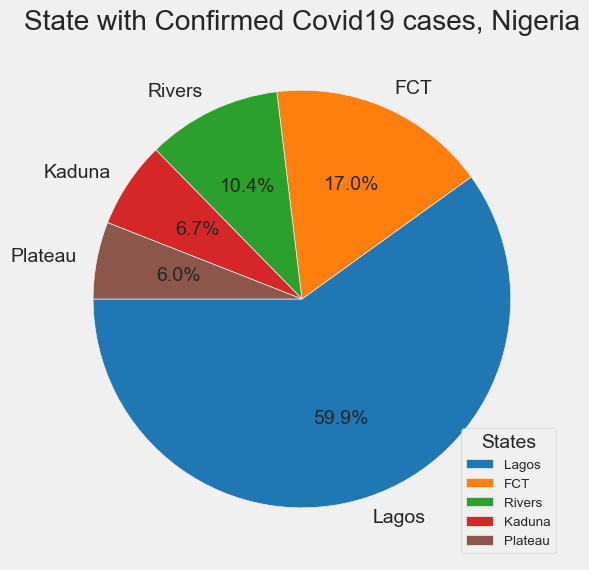 State with Confirmed Covid19 cases, Nigeria
FCT
Rivers
Kaduna
Plateau
Lagos
17.0%
10.4%
6.7%
6.0%
59.9%
States
Lagos
FCT
Rivers
Kaduna
Plateau